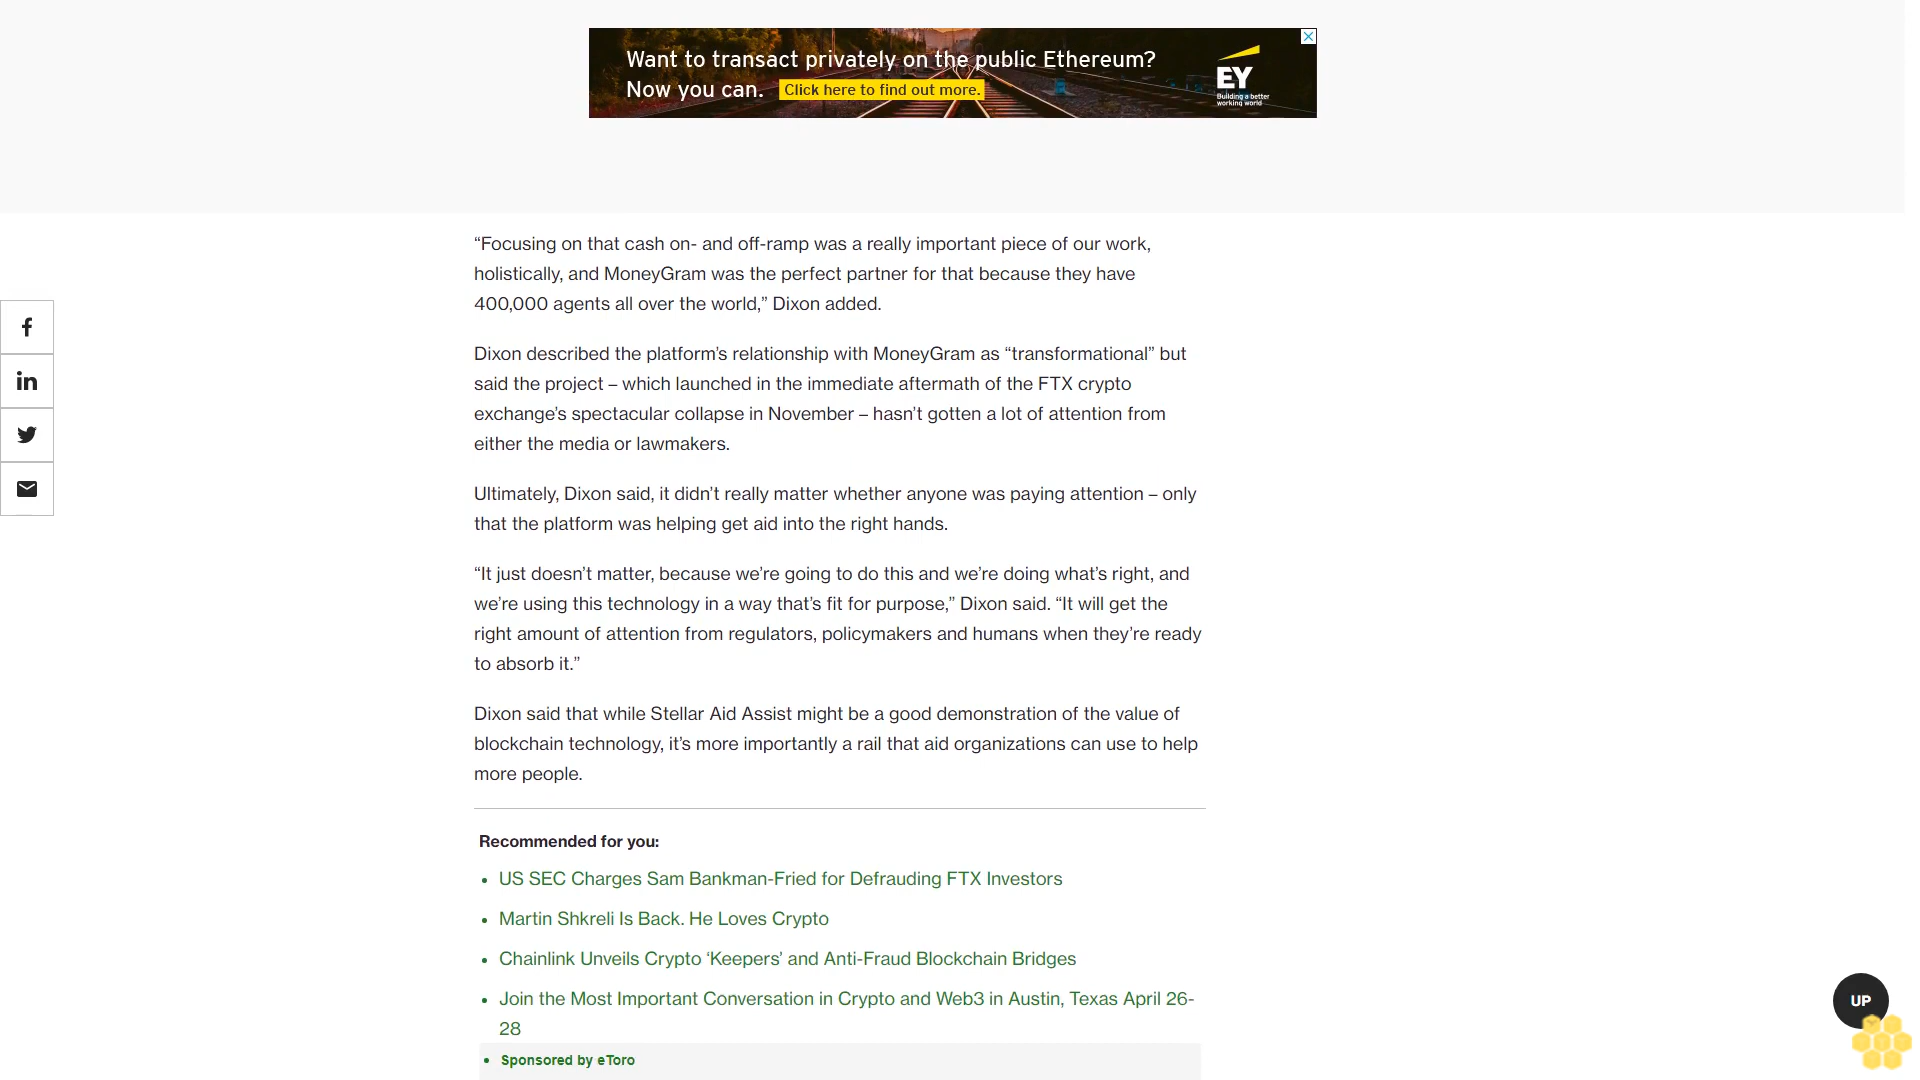 Want to transact privately on the public Ethereum?
Now you can. Click here to find out more.
EY
Building a better
working world
“Focusing on that cash on- and off-ramp was a really important piece of our work,
holistically, and MoneyGram was the perfect partner for that because they have
400,000 agents all over the world,” Dixon added.
Dixon described the platform’s relationship with MoneyGram as “transformational” but
said the project – which launched in the immediate aftermath of the FTX crypto
exchange’s spectacular collapse in November – hasn’t gotten a lot of attention from
either the media or lawmakers.
Ultimately, Dixon said, it didn’t really matter whether anyone was paying attention – only
that the platform was helping get aid into the right hands.
“It just doesn’t matter, because we’re going to do this and we’re doing what’s right, and
we’re using this technology in a way that’s fit for purpose,” Dixon said. “It will get the
right amount of attention from regulators, policymakers and humans when they’re ready
to absorb it.”
Dixon said that while Stellar Aid Assist might be a good demonstration of the value of
blockchain technology, it’s more importantly a rail that aid organizations can use to help
more people.
Recommended for you:
• US SEC Charges Sam Bankman-Fried for Defrauding FTX Investors
• Martin Shkreli Is Back. He Loves Crypto
• Chainlink Unveils Crypto ‘Keepers’ and Anti-Fraud Blockchain Bridges
• Join the Most Important Conversation in Crypto and Web3 in Austin, Texas April 26-
28
• Sponsored by eToro
UP